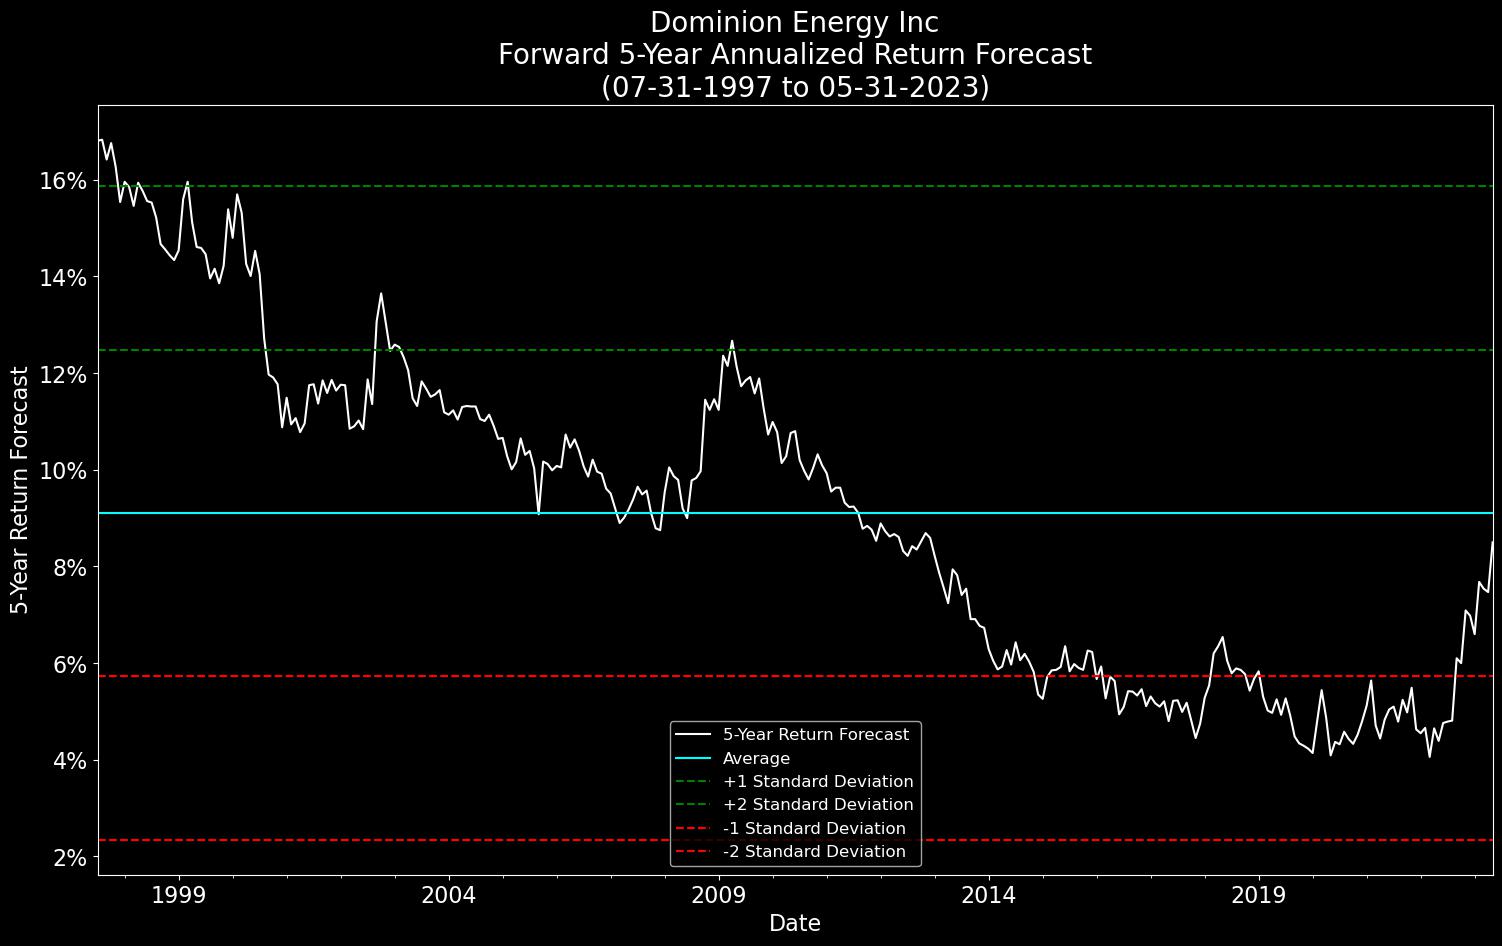 Dominion Energy Inc
Forward 5-Year Annualized Return Forecast
(07-31-1997 to 05-31-2023)
5-Year Return Forecast
16%
14%
12%
10%
8%
6%
4%
2%
5-Year Return Forecast
Average
+1 Standard Deviation
+2 Standard Deviation
-1 Standard Deviation
-2 Standard Deviation
1999 2004 2009 2014 2019
Date